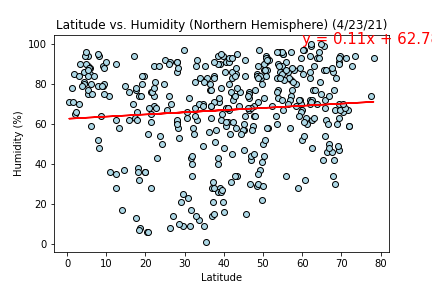 Latitude vs. Humidity (Northern Hemisphere) (4/23/21)
y = 0.11x + 62.7
100
80
60
40
20
0
Humidity (%)
0 10 20 30 40 50 60 70 80
Latitude